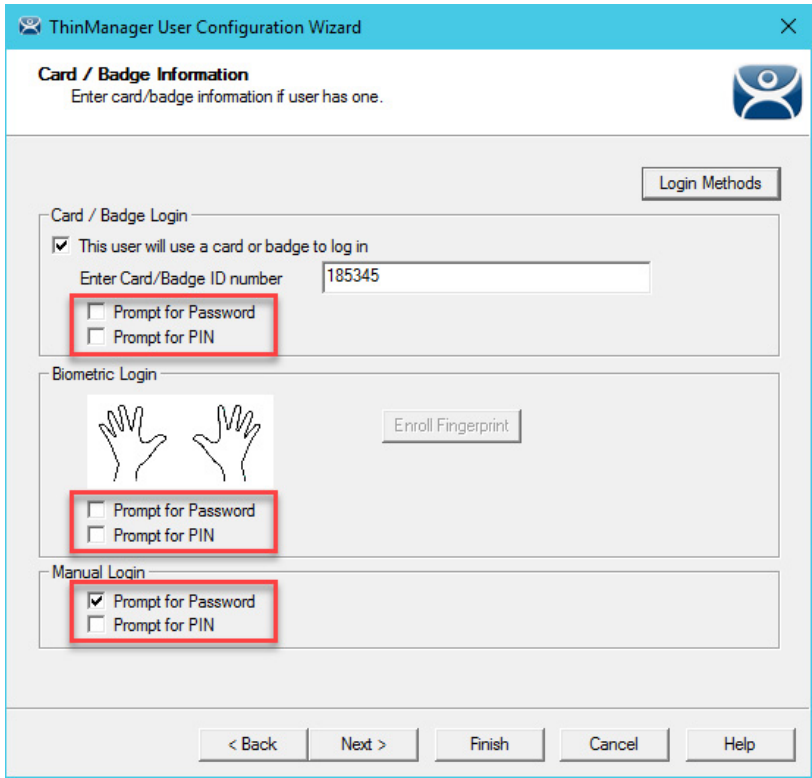 ThinManager User Configuration Wizard
Card / Badge Information
Enter card/badge information if user has one.
Login Methods
Card / Badge Login
This user will use a card or badge to log in
Enter Card/Badge ID number 185345
Prompt for Password
Prompt for PIN
Biometric Login
Enroll Fingerprint
Prompt for Password
Prompt for PIN
Manual Login
Prompt for Password
Prompt for PIN
< Back Next > Finish Cancel Help